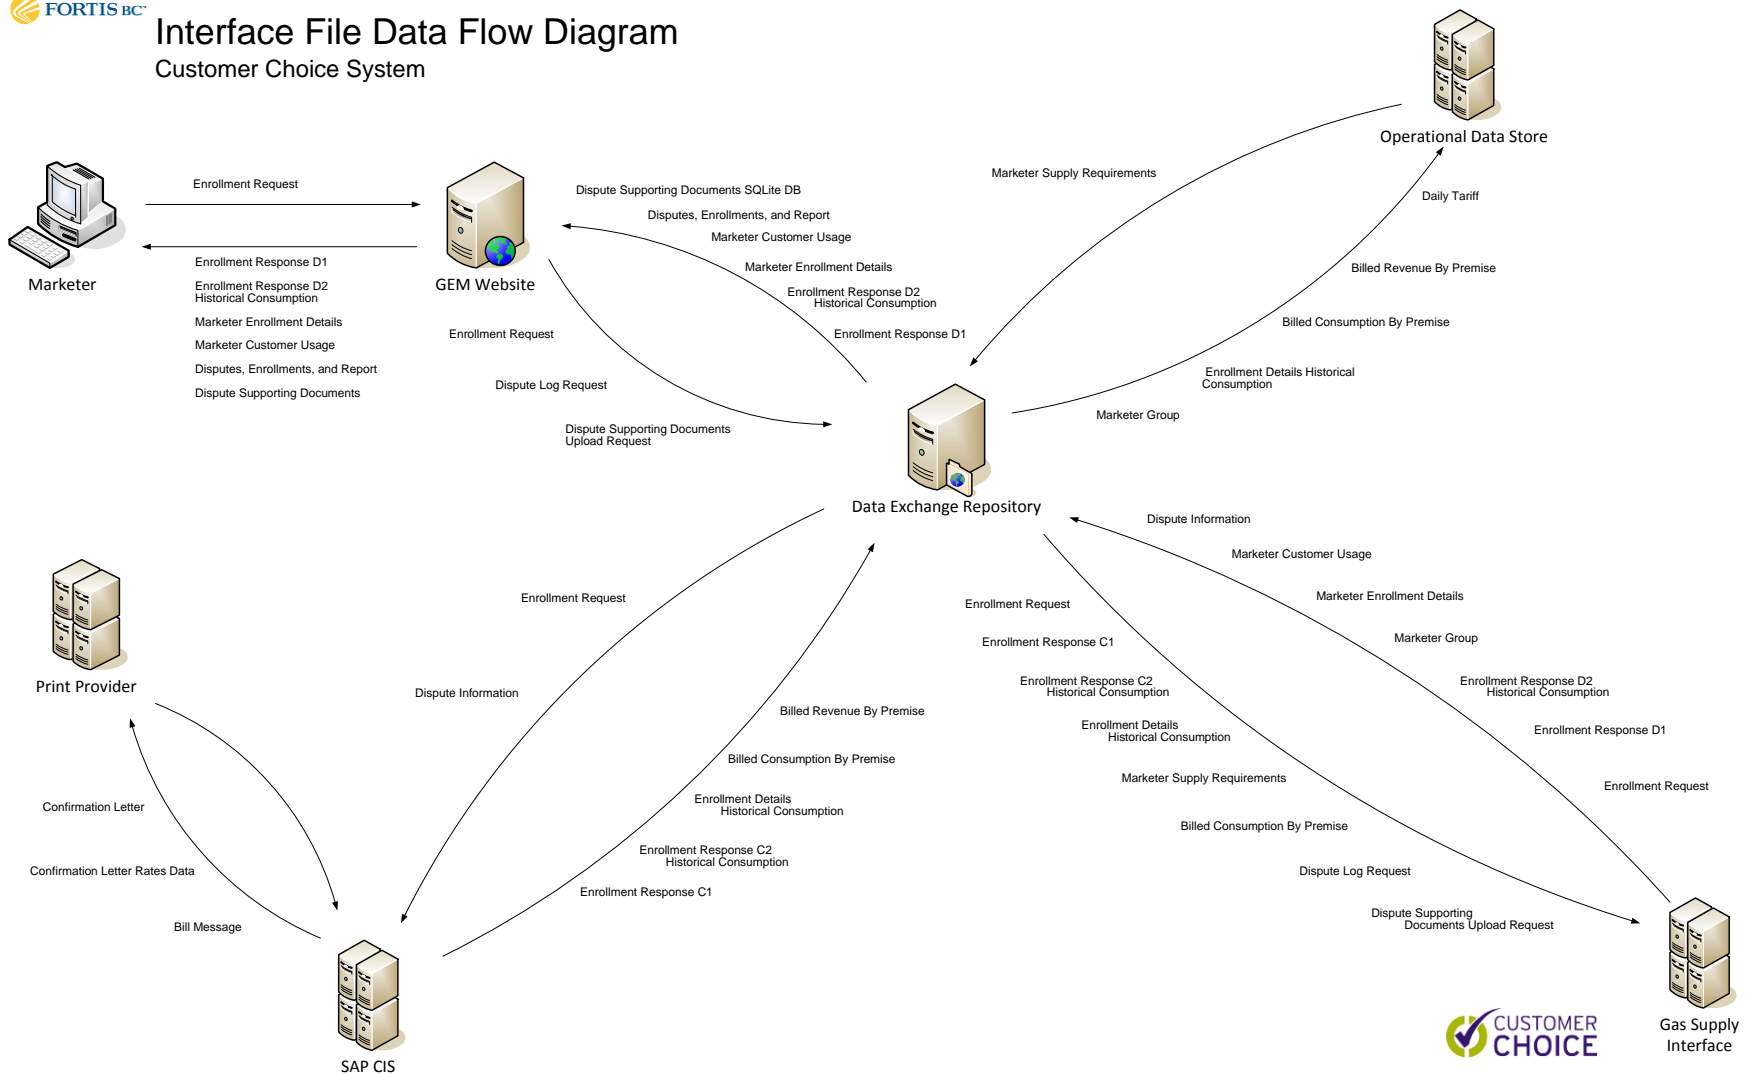 FORTIS BC™
Interface File Data Flow Diagram
Customer Choice System
Operational Data Store
Marketer Supply Requirements
Daily Tariff
Billed Revenue By Premise
Billed Consumption By Premise
Enrollment Details Historical
Consumption
Marketer Group
Enrollment Request
Marketer
GEM Website
Enrollment Response D1
Enrollment Response D2
Historical Consumption
Marketer Enrollment Details
Marketer Customer Usage
Disputes, Enrollments, and Report
Dispute Supporting Documents
Dispute Supporting Documents SQLite DB
Disputes, Enrollments, and Report
Marketer Customer Usage
Marketer Enrollment Details
Enrollment Response D2
Historical Consumption
Enrollment Response D1
Enrollment Request
Dispute Log Request
Dispute Supporting Documents
Upload Request
Data Exchange Repository
Print Provider
Confirmation Letter
Confirmation Letter Rates Data
Bill Message
SAP CIS
Enrollment Request
Dispute Information
Billed Revenue By Premise
Billed Consumption By Premise
Enrollment Details
Historical Consumption
Enrollment Response C2
Historical Consumption
Enrollment Response C1
Enrollment Request
Enrollment Response C1
Enrollment Response C2
Historical Consumption
Enrollment Details
Historical Consumption
Marketer Supply Requirements
Billed Consumption By Premise
Dispute Log Request
Dispute Supporting
Documents Upload Request
Dispute Information
Marketer Customer Usage
Marketer Enrollment Details
Marketer Group
Enrollment Response D2
Historical Consumption
Enrollment Response D1
Enrollment Request
Gas Supply
Interface
CUSTOMER
CHOICE